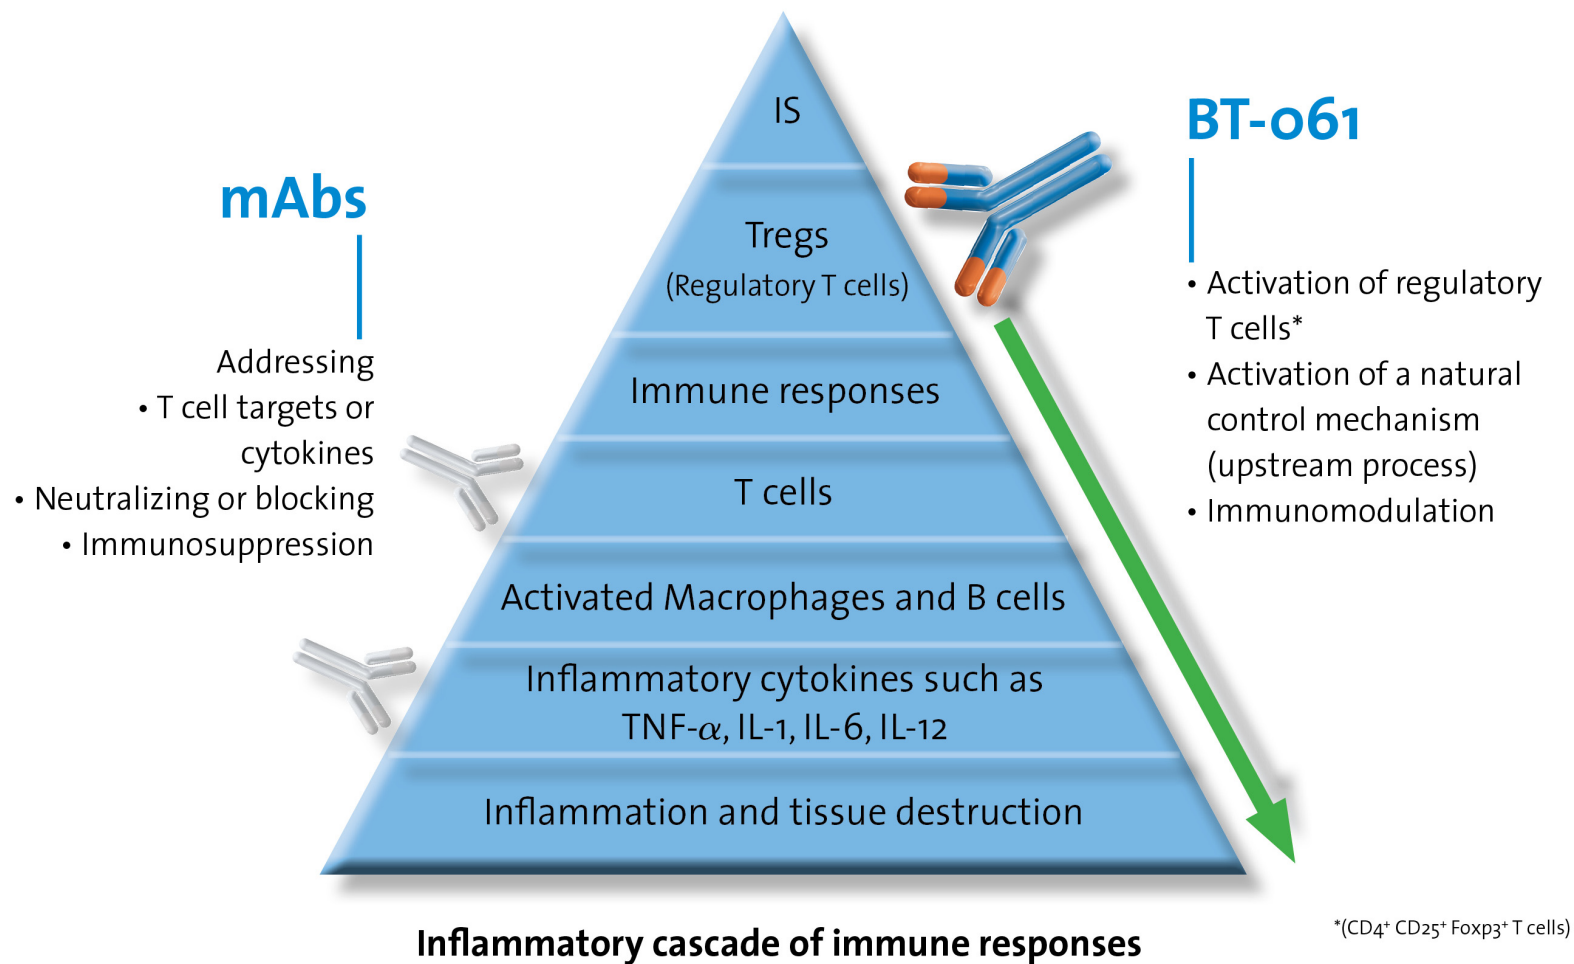 mAbs
Addressing
• T cell targets or
cytokines
• Neutralizing or blocking
• Immunosuppression
IS
Tregs
(Regulatory T cells)
Immune responses
T cells
Activated Macrophages and B cells
Inflammatory cytokines such as
TNF-α, IL-1, IL-6, IL-12
Inflammation and tissue destruction
BT-061
• Activation of regulatory
T cells*
• Activation of a natural
control mechanism
(upstream process)
• Immunomodulation
Inflammatory cascade of immune responses
*(CD4⁺ CD25⁺ Foxp3⁺ T cells)